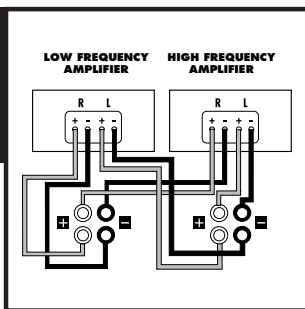 LOW FREQUENCY
AMPLIFIER
HIGH FREQUENCY
AMPLIFIER
R L
+ - + -
R L
+ - + -
+ -
+ -